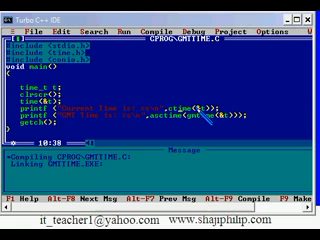 Turbo C++ IDE
≡ File Edit Search Run Compile Debug Project Options W
CPROG\GMTTIME.C
#include <stdio.h>
#include <time.h>
#include <conio.h>
void main()
{
time_t t;
clrscr();
time(&t);
printf ("Current Time is: %s\n",ctime(&t));
printf ("GMT Time is: %s\n",asctime(gmtime(&t)));
getch();
}
10:38
Message
•Compiling CPROG\GMTTIME.C:
Linking GMTTIME.EXE:
F1 Help Alt-F8 Next Msg Alt-F7 Prev Msg Alt-F9 Compile F9 Make
it_teacher1@yahoo.com www.shajiphilip.com